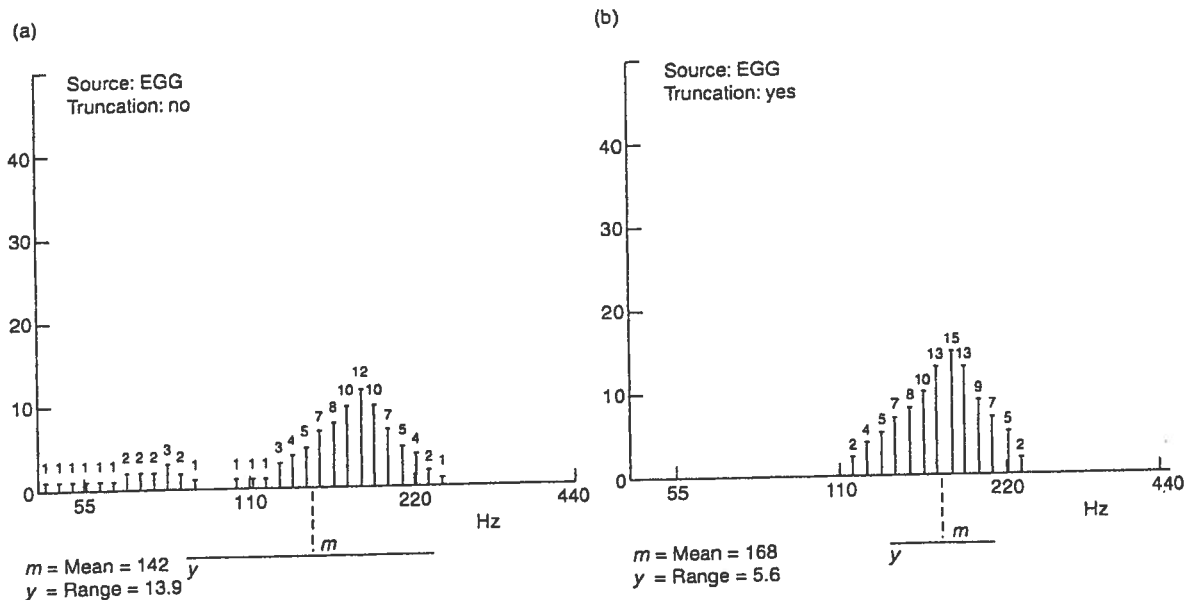 (a)
Source: EGG
Truncation: no
40
30
20
10
0
1 1 1 1 1 1 2 2 2 3 2 1 1 1 1 3 4 5 7 8 10 12 10 7 5 4 2 1
55 110 220 440
Hz
m
y
m = Mean = 142
y = Range = 13.9
(b)
Source: EGG
Truncation: yes
40
30
20
10
0
2 4 5 7 8 10 13 15 13 9 7 5 2
55 110 220 440
Hz
m
y
m = Mean = 168
y = Range = 5.6